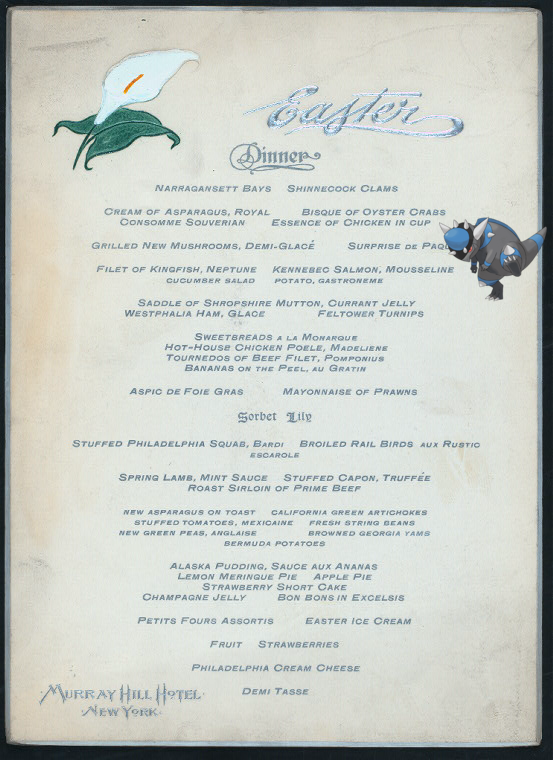 Easter
Dinner
Narragansett Bays Shinnecock Clams
Cream of Asparagus, Royal Bisque of Oyster Crabs
Consomme Souverian Essence of Chicken in cup
Grilled New Mushrooms, Demi-Glacé Surprise de
Filet of Kingfish, Neptune Kennebec Salmon, Mousseline
cucumber salad potato, gastroneme
Saddle of Shropshire Mutton, Currant Jelly
Westphalia Ham, Glace Feltower Turnips
Sweetbreads a la Monarque
Hot-House Chicken Poele, Madeliene
Tournedos of Beef Filet, Pomponius
Bananas on the Peel, au Gratin
Aspic de Foie Gras Mayonnaise of Prawns
Sorbet Lily
Stuffed Philadelphia Squab, Bardi Broiled Rail Birds aux Rustic
escarole
Spring Lamb, Mint Sauce Stuffed Capon, Truffée
Roast Sirloin of Prime Beef
new asparagus on toast california green artichokes
stuffed tomatoes, mexicaine fresh string beans
new green peas, anglaise browned georgia yams
bermuda potatoes
Alaska Pudding, Sauce aux Ananas
Lemon Meringue Pie Apple Pie
Strawberry Short Cake
Champagne Jelly Bon Bons in Excelsis
Petits Fours Assortis Easter Ice Cream
Fruit Strawberries
Philadelphia Cream Cheese
Demi Tasse
Murray Hill Hotel
New York